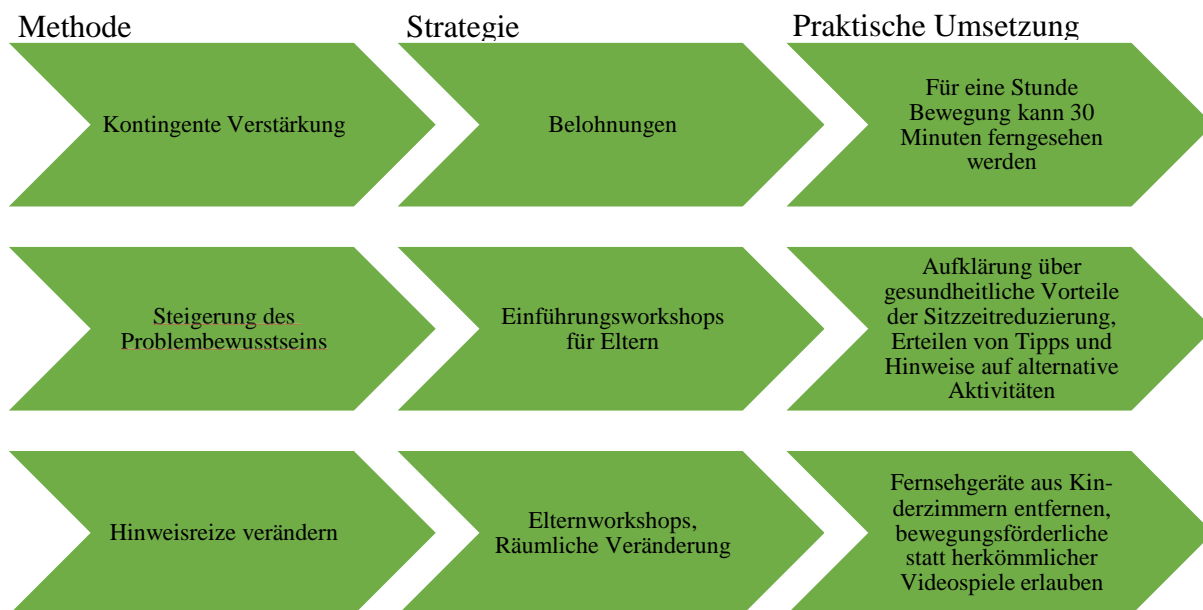 Methode
Strategie
Praktische Umsetzung
Kontingente Verstärkung
Belohnungen
Für eine Stunde
Bewegung kann 30
Minuten ferngesehen
werden
Steigerung des
Problembewusstseins
Einführungsworkshops
für Eltern
Aufklärung über
gesundheitliche Vorteile
der Sitzzeitreduzierung,
Erteilen von Tipps und
Hinweise auf alternative
Aktivitäten
Hinweisreize verändern
Elternworkshops,
Räumliche Veränderung
Fernsehgeräte aus Kin-
derzimmern entfernen,
bewegungsförderliche
statt herkömmlicher
Videospiele erlauben